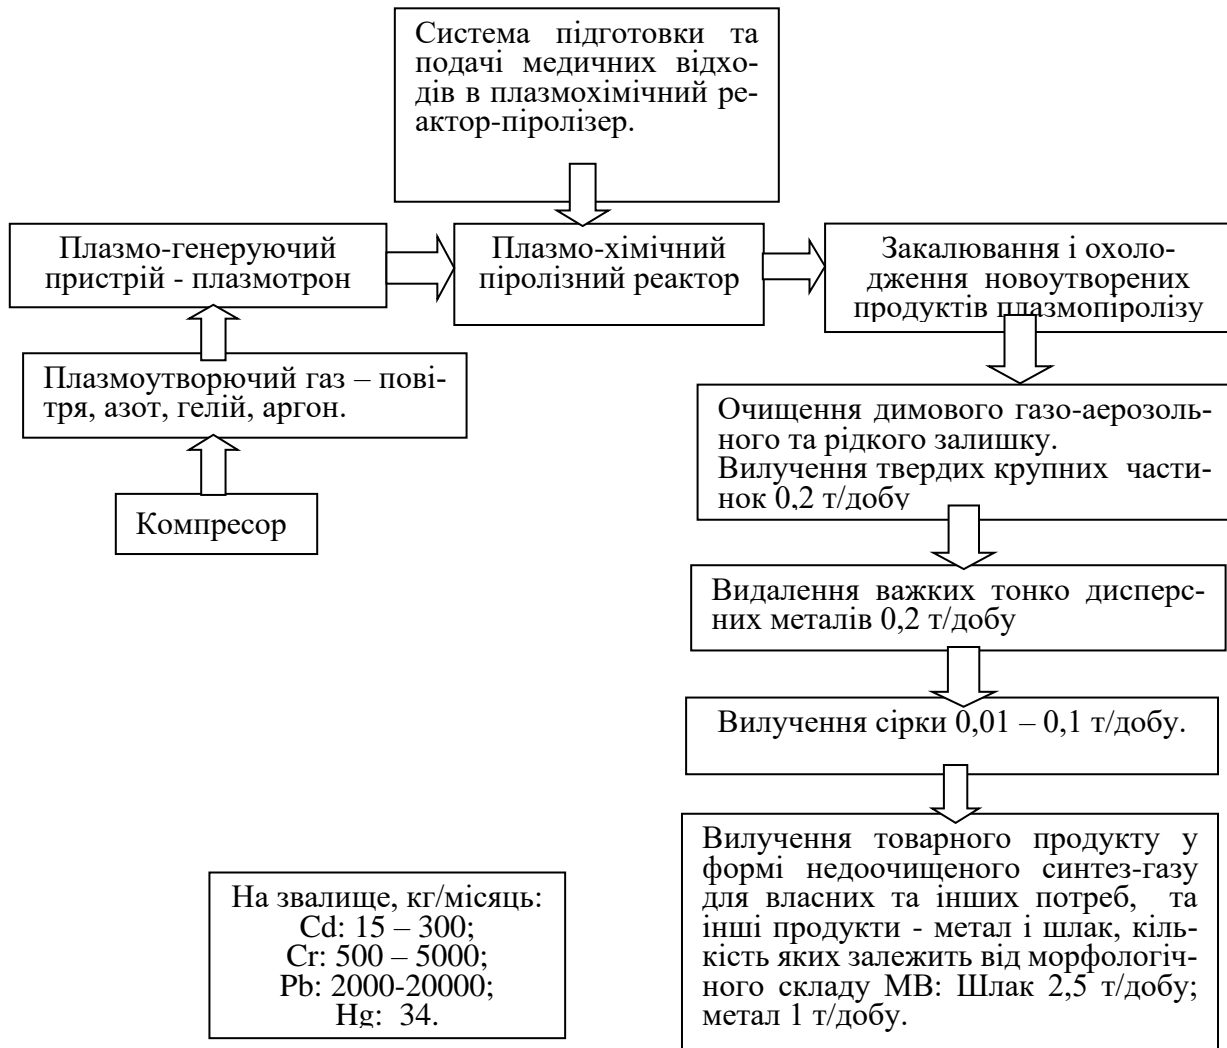 Система підготовки та
подачі медичних відхо-
дів в плазмохімічний ре-
актор-піролізер.
Плазмо-генеруючий
пристрій - плазмотрон
Плазмо-хімічний
піролізний реактор
Закалювання і охоло-
дження новоутворених
продуктів плазмопіролізу
Плазмоутворюючий газ – пові-
тря, азот, гелій, аргон.
Компресор
Очищення димового газо-аерозоль-
ного та рідкого залишку.
Вилучення твердих крупних части-
нок 0,2 т/добу
Видалення важких тонко дисперс-
них металів 0,2 т/добу
Вилучення сірки 0,01 – 0,1 т/добу.
Вилучення товарного продукту у
формі недоочищеного синтез-газу
для власних та інших потреб, та
інші продукти - метал і шлак, кіль-
кість яких залежить від морфологіч-
ного складу МВ: Шлак 2,5 т/добу;
метал 1 т/добу.
На звалище, кг/місяць:
Cd: 15 – 300;
Cr: 500 – 5000;
Pb: 2000-20000;
Hg: 34.